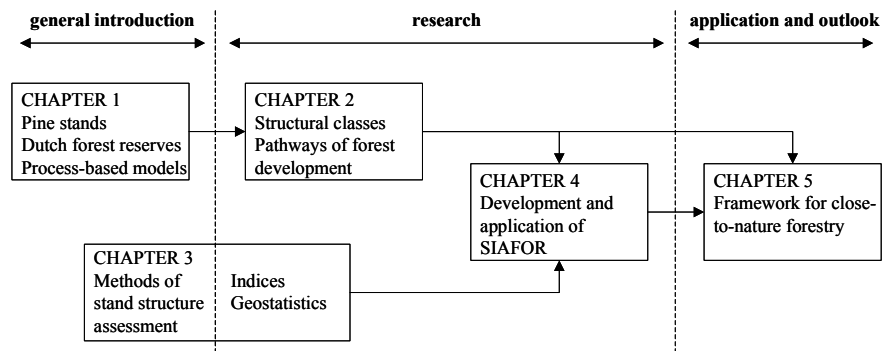 general introduction
research
application and outlook
CHAPTER 1
Pine stands
Dutch forest reserves
Process-based models
CHAPTER 2
Structural classes
Pathways of forest
development
CHAPTER 4
Development and
application of
SIAFOR
CHAPTER 5
Framework for close-
to-nature forestry
CHAPTER 3
Methods of
stand structure
assessment
Indices
Geostatistics